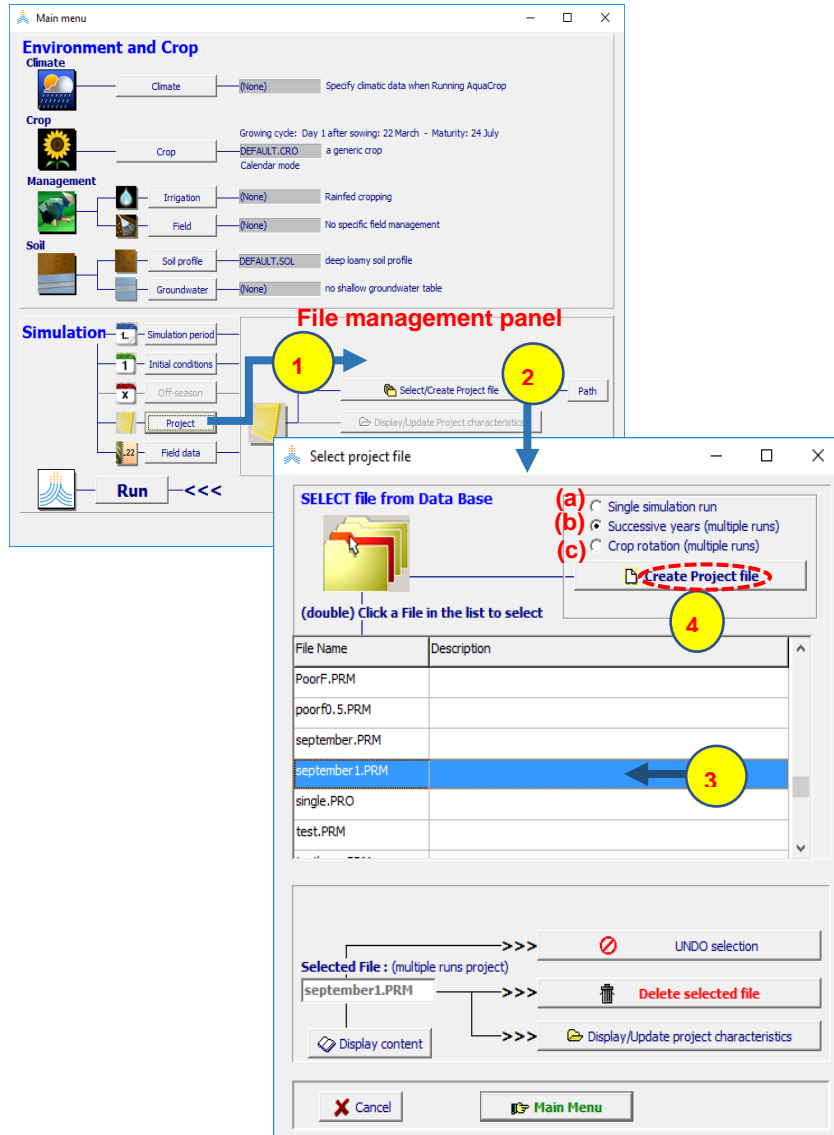 Main menu
Environment and Crop
Climate
Climate (None) Specify climatic data when Running AquaCrop
Crop
Growing cycle: Day 1 after sowing: 22 March - Maturity: 24 July
Crop DEFAULT.CRO a generic crop
Calendar mode
Management
Irrigation (None) Rainfed cropping
Field (None) No specific field management
Soil
Soil profile DEFAULT.SOL deep loamy soil profile
Groundwater (None) no shallow groundwater table
File management panel
Simulation 1.. Simulation period
1 Initial conditions
1
2
X Off-season
Select/Create Project file Path
Project
Display/Update Project characteristics
.22 Field data
Run <<<
Select project file
SELECT file from Data Base
(a) Single simulation run
(b) Successive years (multiple runs)
(c) Crop rotation (multiple runs)
Create Project file
4
(double) Click a File in the list to select
File Name Description
PoorF.PRM
poorf0.5.PRM
september.PRM
september1.PRM
3
single.PRO
test.PRM
>>> UNDO selection
Selected File : (multiple runs project)
september1.PRM >>> Delete selected file
Display content >>> Display/Update project characteristics
Cancel Main Menu